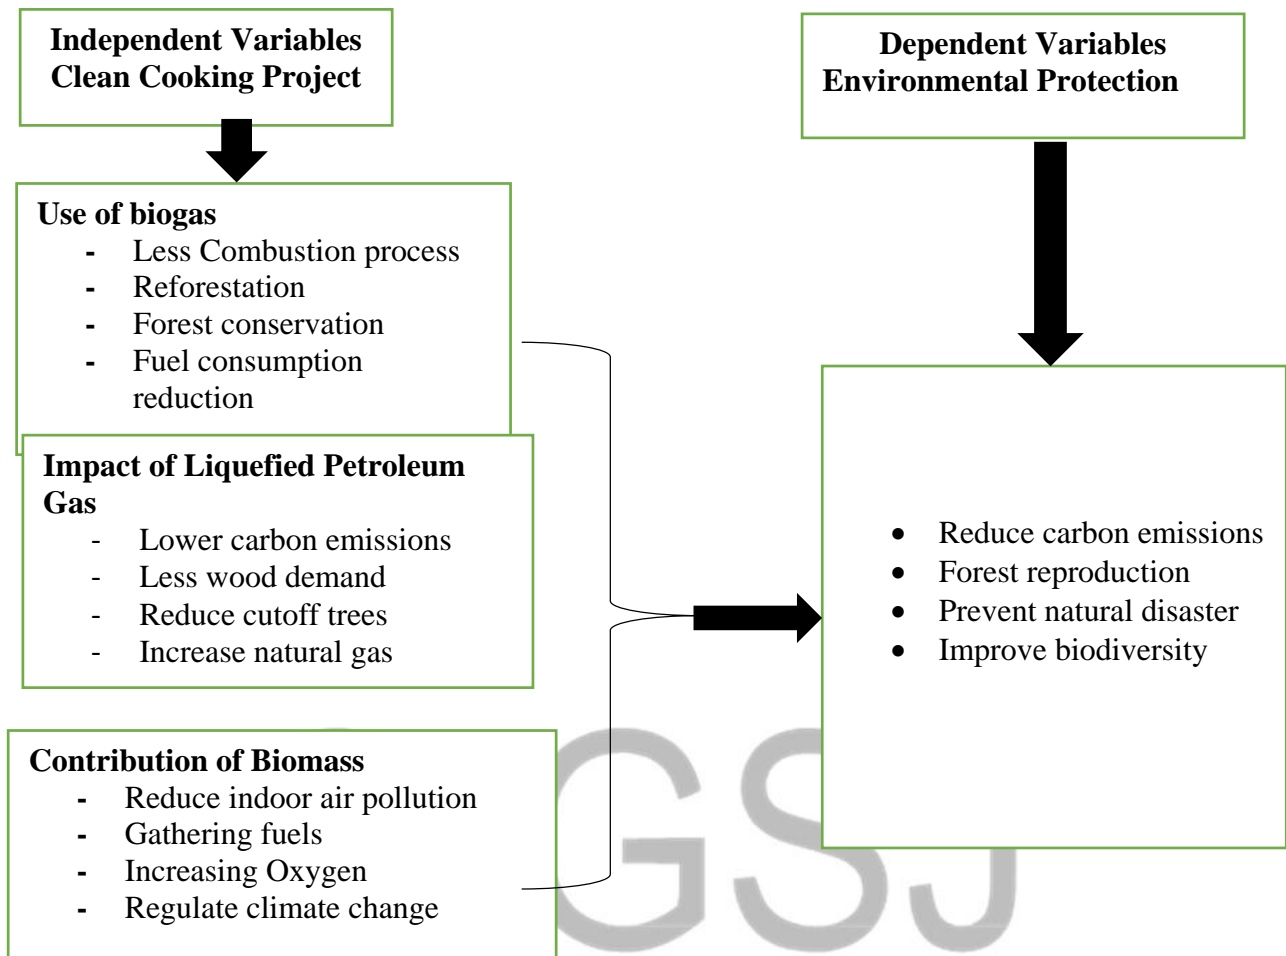 Independent Variables
Clean Cooking Project
Dependent Variables
Environmental Protection
Use of biogas
- Less Combustion process
- Reforestation
- Forest conservation
- Fuel consumption
reduction
Impact of Liquefied Petroleum
Gas
- Lower carbon emissions
- Less wood demand
- Reduce cutoff trees
- Increase natural gas
Contribution of Biomass
- Reduce indoor air pollution
- Gathering fuels
- Increasing Oxygen
- Regulate climate change
• Reduce carbon emissions
• Forest reproduction
• Prevent natural disaster
• Improve biodiversity
GSJ